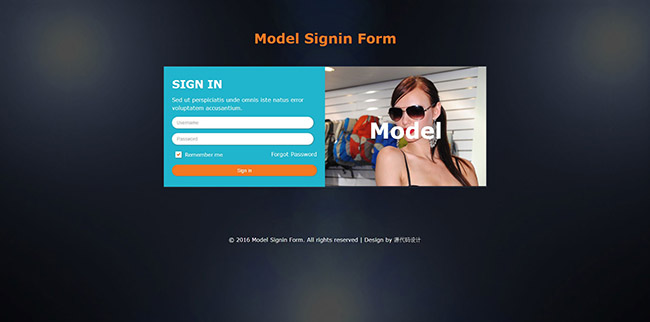 Model Signin Form
SIGN IN
Sed ut perspiciatis unde omnis iste natus error
voluptatem accusantium.
Username
Password
Remember me
Forgot Password
Sign in
Model
© 2016 Model Signin Form. All rights reserved | Design by 源代码设计